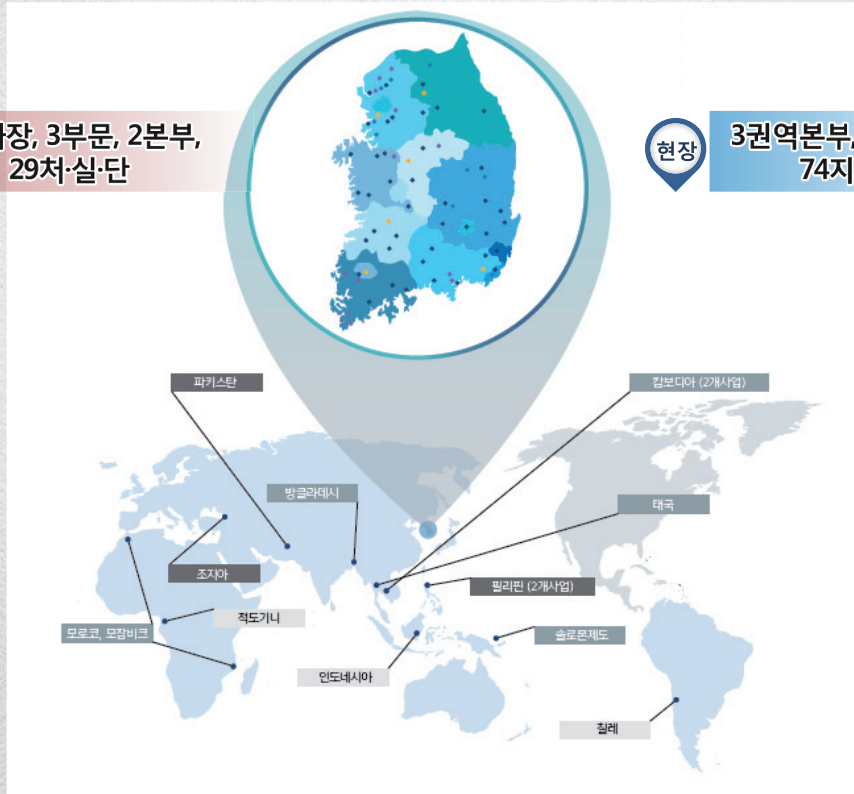 장, 3부문, 2본부,
29처·실·단
현장
3권역본부,
74지
파키스탄
캄보디아 (2개사업)
방글라데시
태국
조지아
필리핀 (2개사업)
적도기니
모로코, 모잠비크
솔로몬제도
인도네시아
칠레